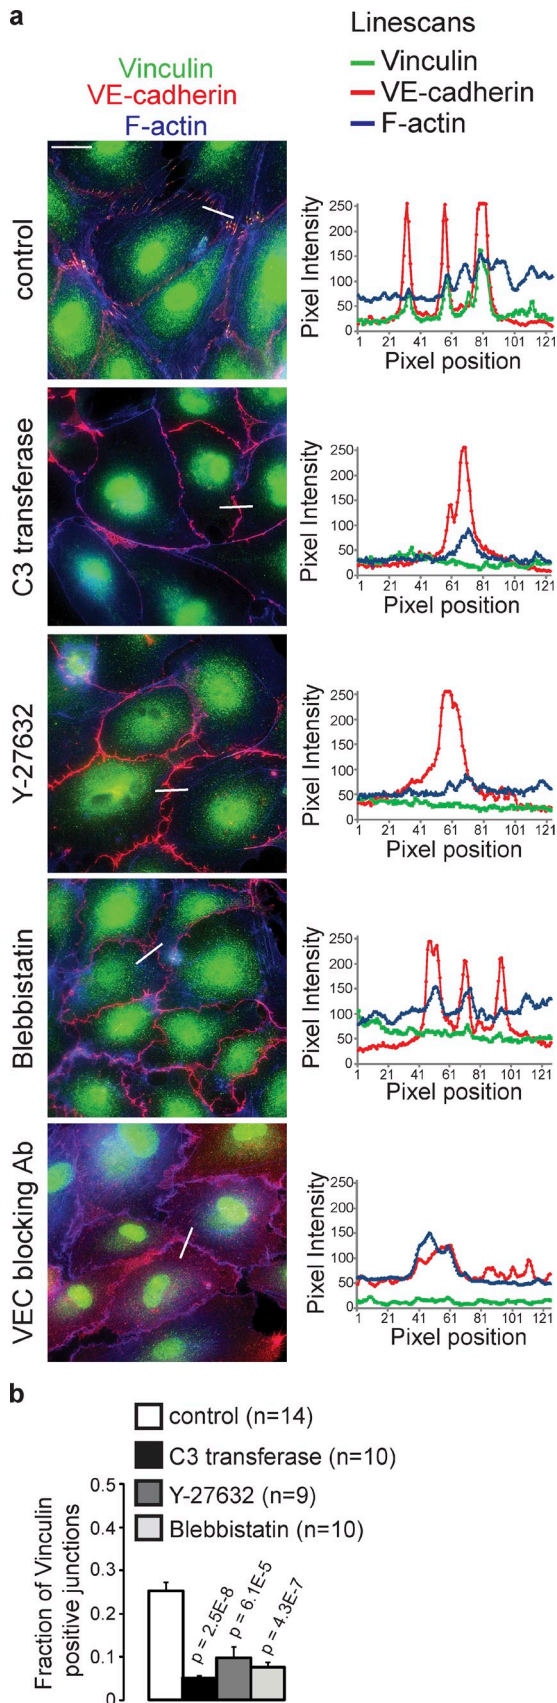 a
Linescans
Vinculin
VE-cadherin
F-actin
Vinculin
VE-cadherin
F-actin
control
Pixel Intensity
250
200
150
100
50
0
1 21 41 61 81 101 121
Pixel position
C3 transferase
Pixel Intensity
250
200
150
100
50
0
1 21 41 61 81 101 121
Pixel position
Y-27632
Pixel Intensity
250
200
150
100
50
0
1 21 41 61 81 101 121
Pixel position
Blebbistatin
Pixel Intensity
250
200
150
100
50
0
1 21 41 61 81 101 121
Pixel position
VEC blocking Ab
Pixel Intensity
250
200
150
100
50
0
1 21 41 61 81 101 121
Pixel position
b
control (n=14)
C3 transferase (n=10)
Y-27632 (n=9)
Blebbistatin (n=10)
Fraction of Vinculin
positive junctions
0.5
0.4
0.3
0.2
0.1
0
p = 2.5E-8
p = 6.1E-5
p = 4.3E-7